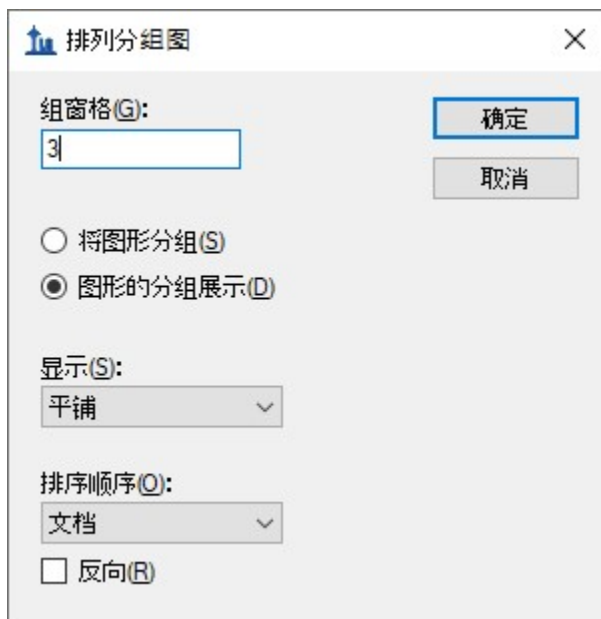 排列分组图
组窗格(G):
3
确定
取消
将图形分组(S)
图形的分组展示(D)
显示(S):
平铺
排序顺序(O):
文档
反向(R)